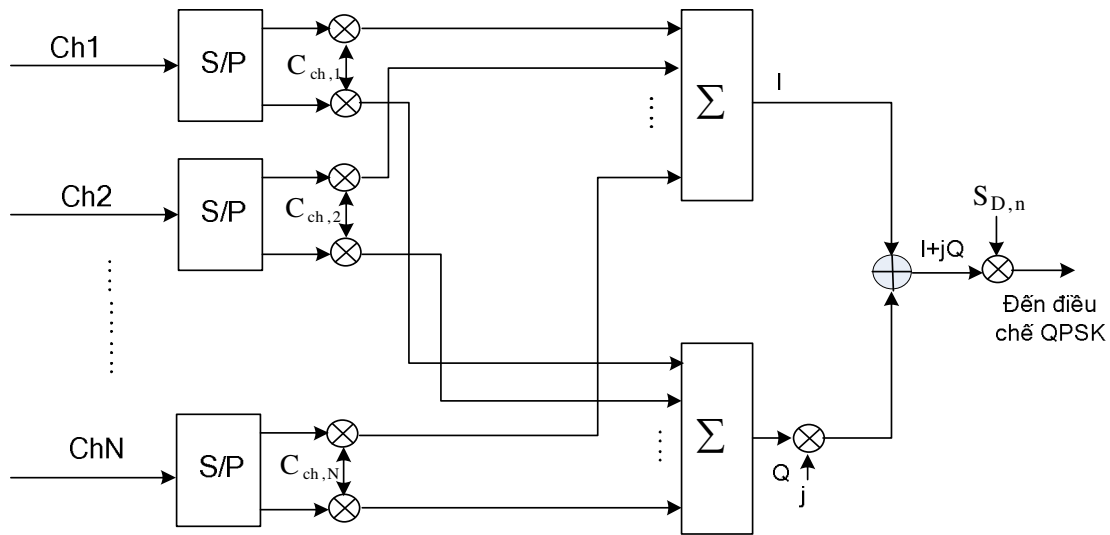 Ch1
S/P
C ch,1
Σ
I
Ch2
S/P
C ch,2
S D,n
I+jQ
Đến điều
chế QPSK
ChN
S/P
C ch,N
Σ
Q
j